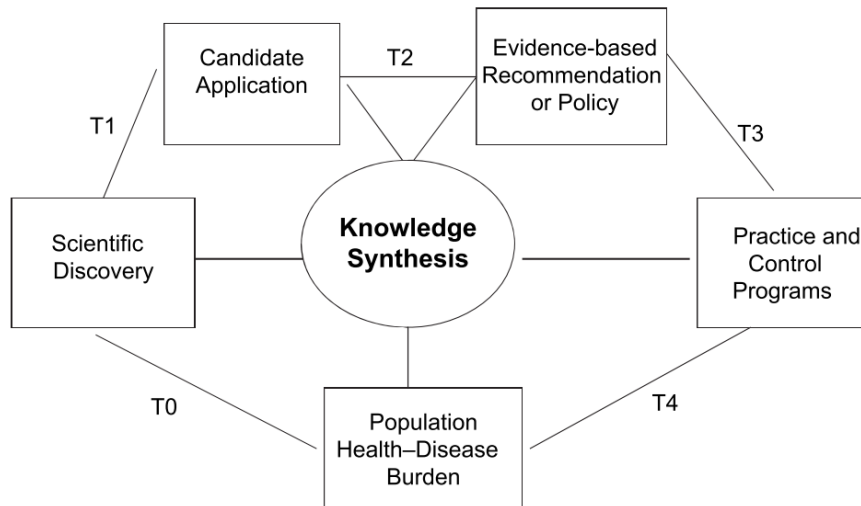 Candidate
Application
T2
Evidence-based
Recommendation
or Policy
T1
T3
Scientific
Discovery
Knowledge
Synthesis
Practice and
Control
Programs
T0
Population
Health–Disease
Burden
T4